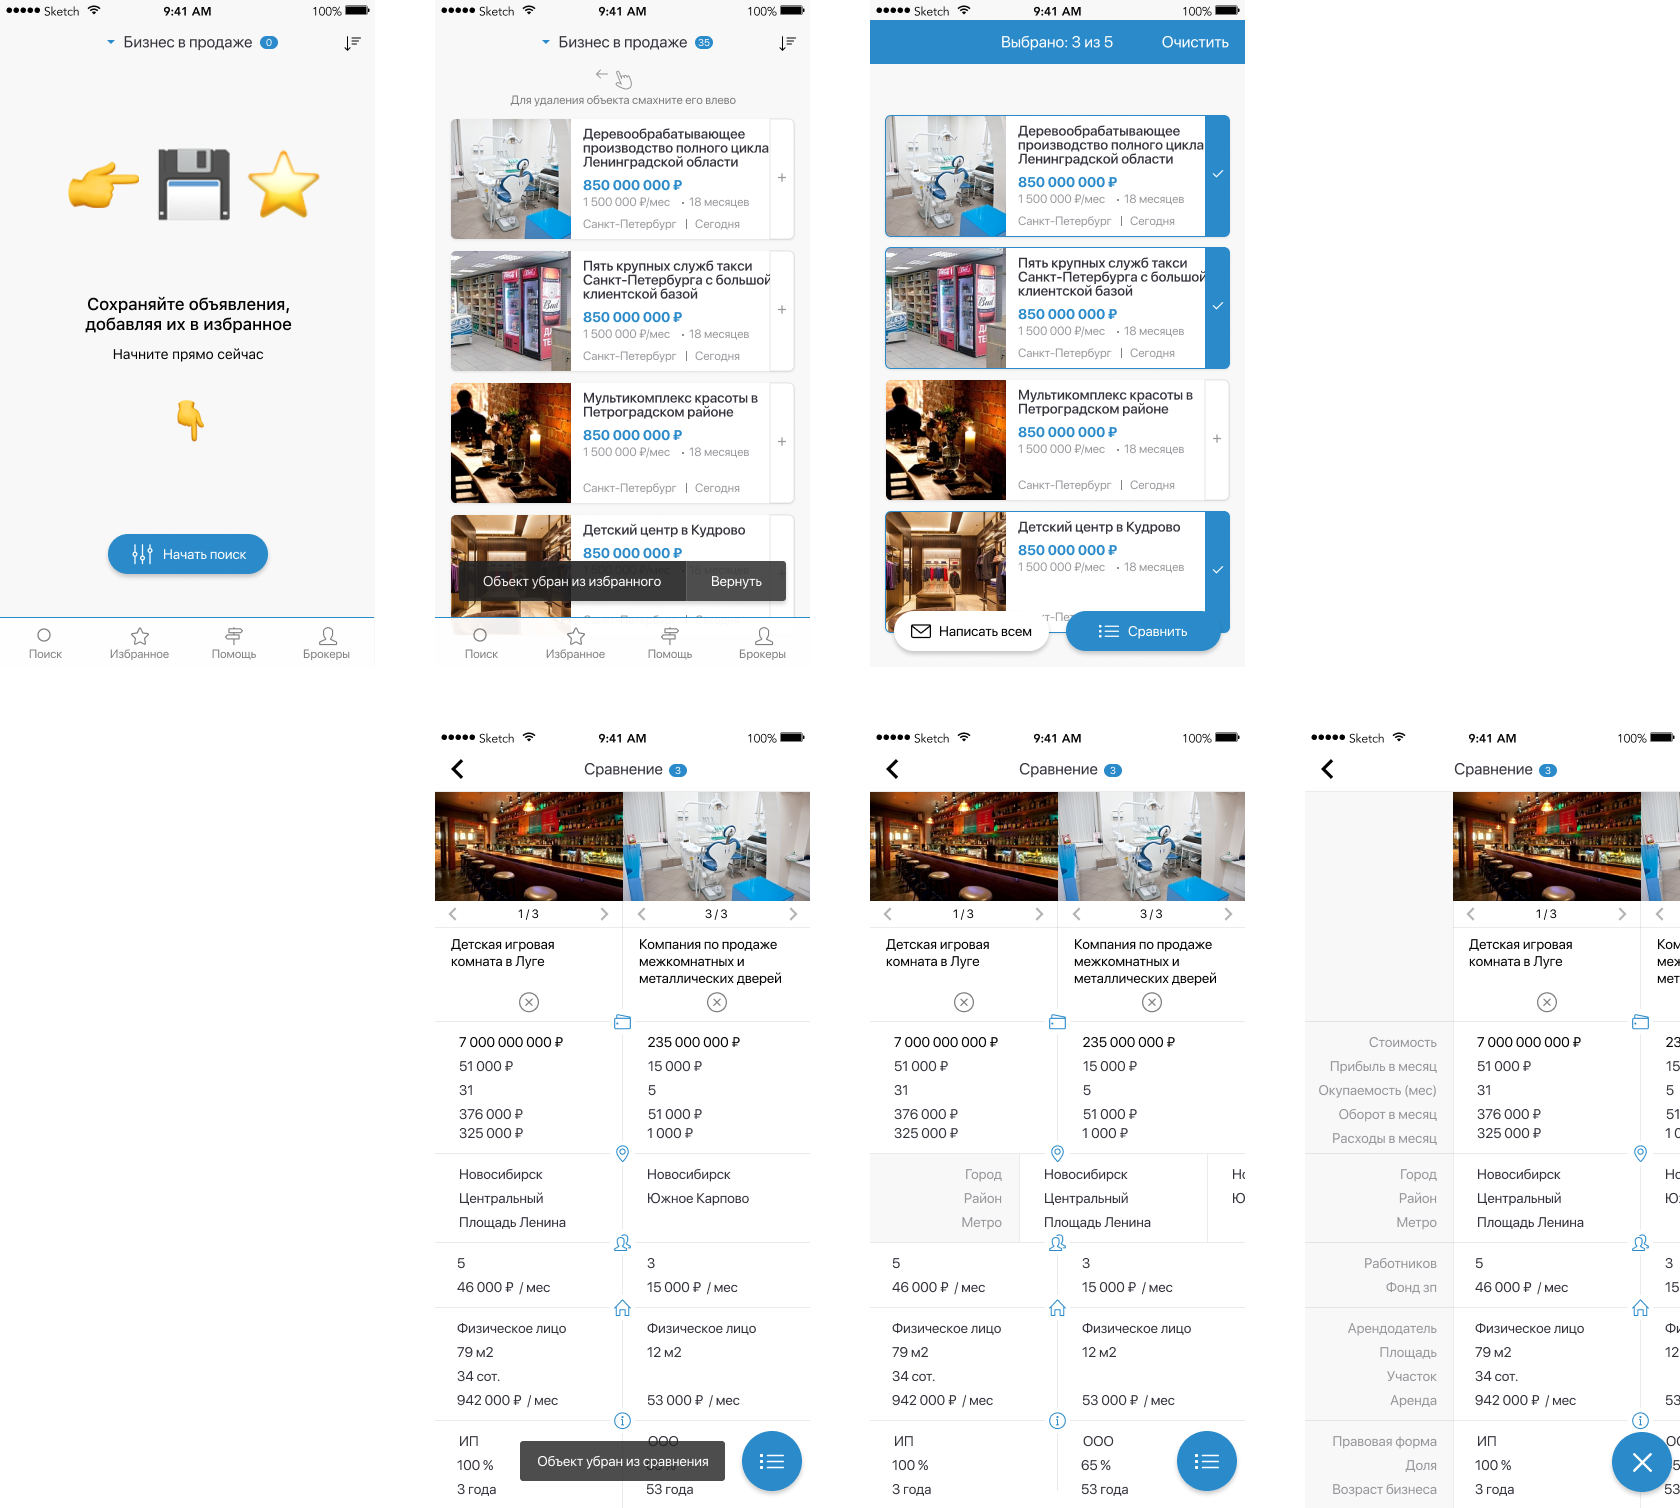 Sketch 9:41 AM 100%
Бизнес в продаже 0
Сохраняйте объявления,
добавляя их в избранное
Начните прямо сейчас
Начать поиск
Поиск Избранное Помощь Брокеры
Sketch 9:41 AM 100%
Бизнес в продаже 35
Для удаления объекта смахните его влево
Деревообрабатывающее
производство полного цикла
Ленинградской области
850 000 000 ₽
1 500 000 ₽/мес • 18 месяцев
Санкт-Петербург | Сегодня
+
Пять крупных служб такси
Санкт-Петербурга с большой
клиентской базой
850 000 000 ₽
1 500 000 ₽/мес • 18 месяцев
Санкт-Петербург | Сегодня
+
Мультикомплекс красоты в
Петроградском районе
850 000 000 ₽
1 500 000 ₽/мес • 18 месяцев
Санкт-Петербург | Сегодня
+
Детский центр в Кудрово
850 000 000 ₽
Объект убран из избранного Вернуть
Поиск Избранное Помощь Брокеры
Sketch 9:41 AM 100%
Выбрано: 3 из 5 Очистить
Деревообрабатывающее
производство полного цикла
Ленинградской области
850 000 000 ₽
1 500 000 ₽/мес • 18 месяцев
Санкт-Петербург | Сегодня
Пять крупных служб такси
Санкт-Петербурга с большой
клиентской базой
850 000 000 ₽
1 500 000 ₽/мес • 18 месяцев
Санкт-Петербург | Сегодня
Мультикомплекс красоты в
Петроградском районе
850 000 000 ₽
1 500 000 ₽/мес • 18 месяцев
Санкт-Петербург | Сегодня
+
Детский центр в Кудрово
850 000 000 ₽
1 500 000 ₽/мес • 18 месяцев
Написать всем Сравнить
Sketch 9:41 AM 100%
Сравнение 3
1 / 3 3 / 3
Детская игровая
комната в Луге
Компания по продаже
межкомнатных и
металлических дверей
7 000 000 000 ₽ 235 000 000 ₽
51 000 ₽ 15 000 ₽
31 5
376 000 ₽ 51 000 ₽
325 000 ₽ 1 000 ₽
Новосибирск Новосибирск
Центральный Южное Карпово
Площадь Ленина
5 3
46 000 ₽ / мес 15 000 ₽ / мес
Физическое лицо Физическое лицо
79 м2 12 м2
34 сот.
942 000 ₽ / мес 53 000 ₽ / мес
ИП ООО
100 %
Объект убран из сравнения
3 года 53 года
Sketch 9:41 AM 100%
Сравнение 3
1 / 3 3 / 3
Детская игровая
комната в Луге
Компания по продаже
межкомнатных и
металлических дверей
7 000 000 000 ₽ 235 000 000 ₽
51 000 ₽ 15 000 ₽
31 5
376 000 ₽ 51 000 ₽
325 000 ₽ 1 000 ₽
Город Новосибирск Но
Район Центральный Ю
Метро Площадь Ленина
5 3
46 000 ₽ / мес 15 000 ₽ / мес
Физическое лицо Физическое лицо
79 м2 12 м2
34 сот.
942 000 ₽ / мес 53 000 ₽ / мес
ИП ООО
100 % 65 %
3 года 53 года
Sketch 9:41 AM 100%
Сравнение 3
1 / 3
Детская игровая
комната в Луге
Ком
меж
мет
Стоимость 7 000 000 000 ₽ 23
Прибыль в месяц 51 000 ₽ 15
Окупаемость (мес) 31 5
Оборот в месяц 376 000 ₽ 51
Расходы в месяц 325 000 ₽ 1 0
Город Новосибирск Но
Район Центральный Ю
Метро Площадь Ленина
Работников 5 3
Фонд зп 46 000 ₽ / мес 15
Арендодатель Физическое лицо Фи
Площадь 79 м2 12
Участок 34 сот.
Аренда 942 000 ₽ / мес 53
Правовая форма ИП
Доля 100 %
Возраст бизнеса 3 года 53